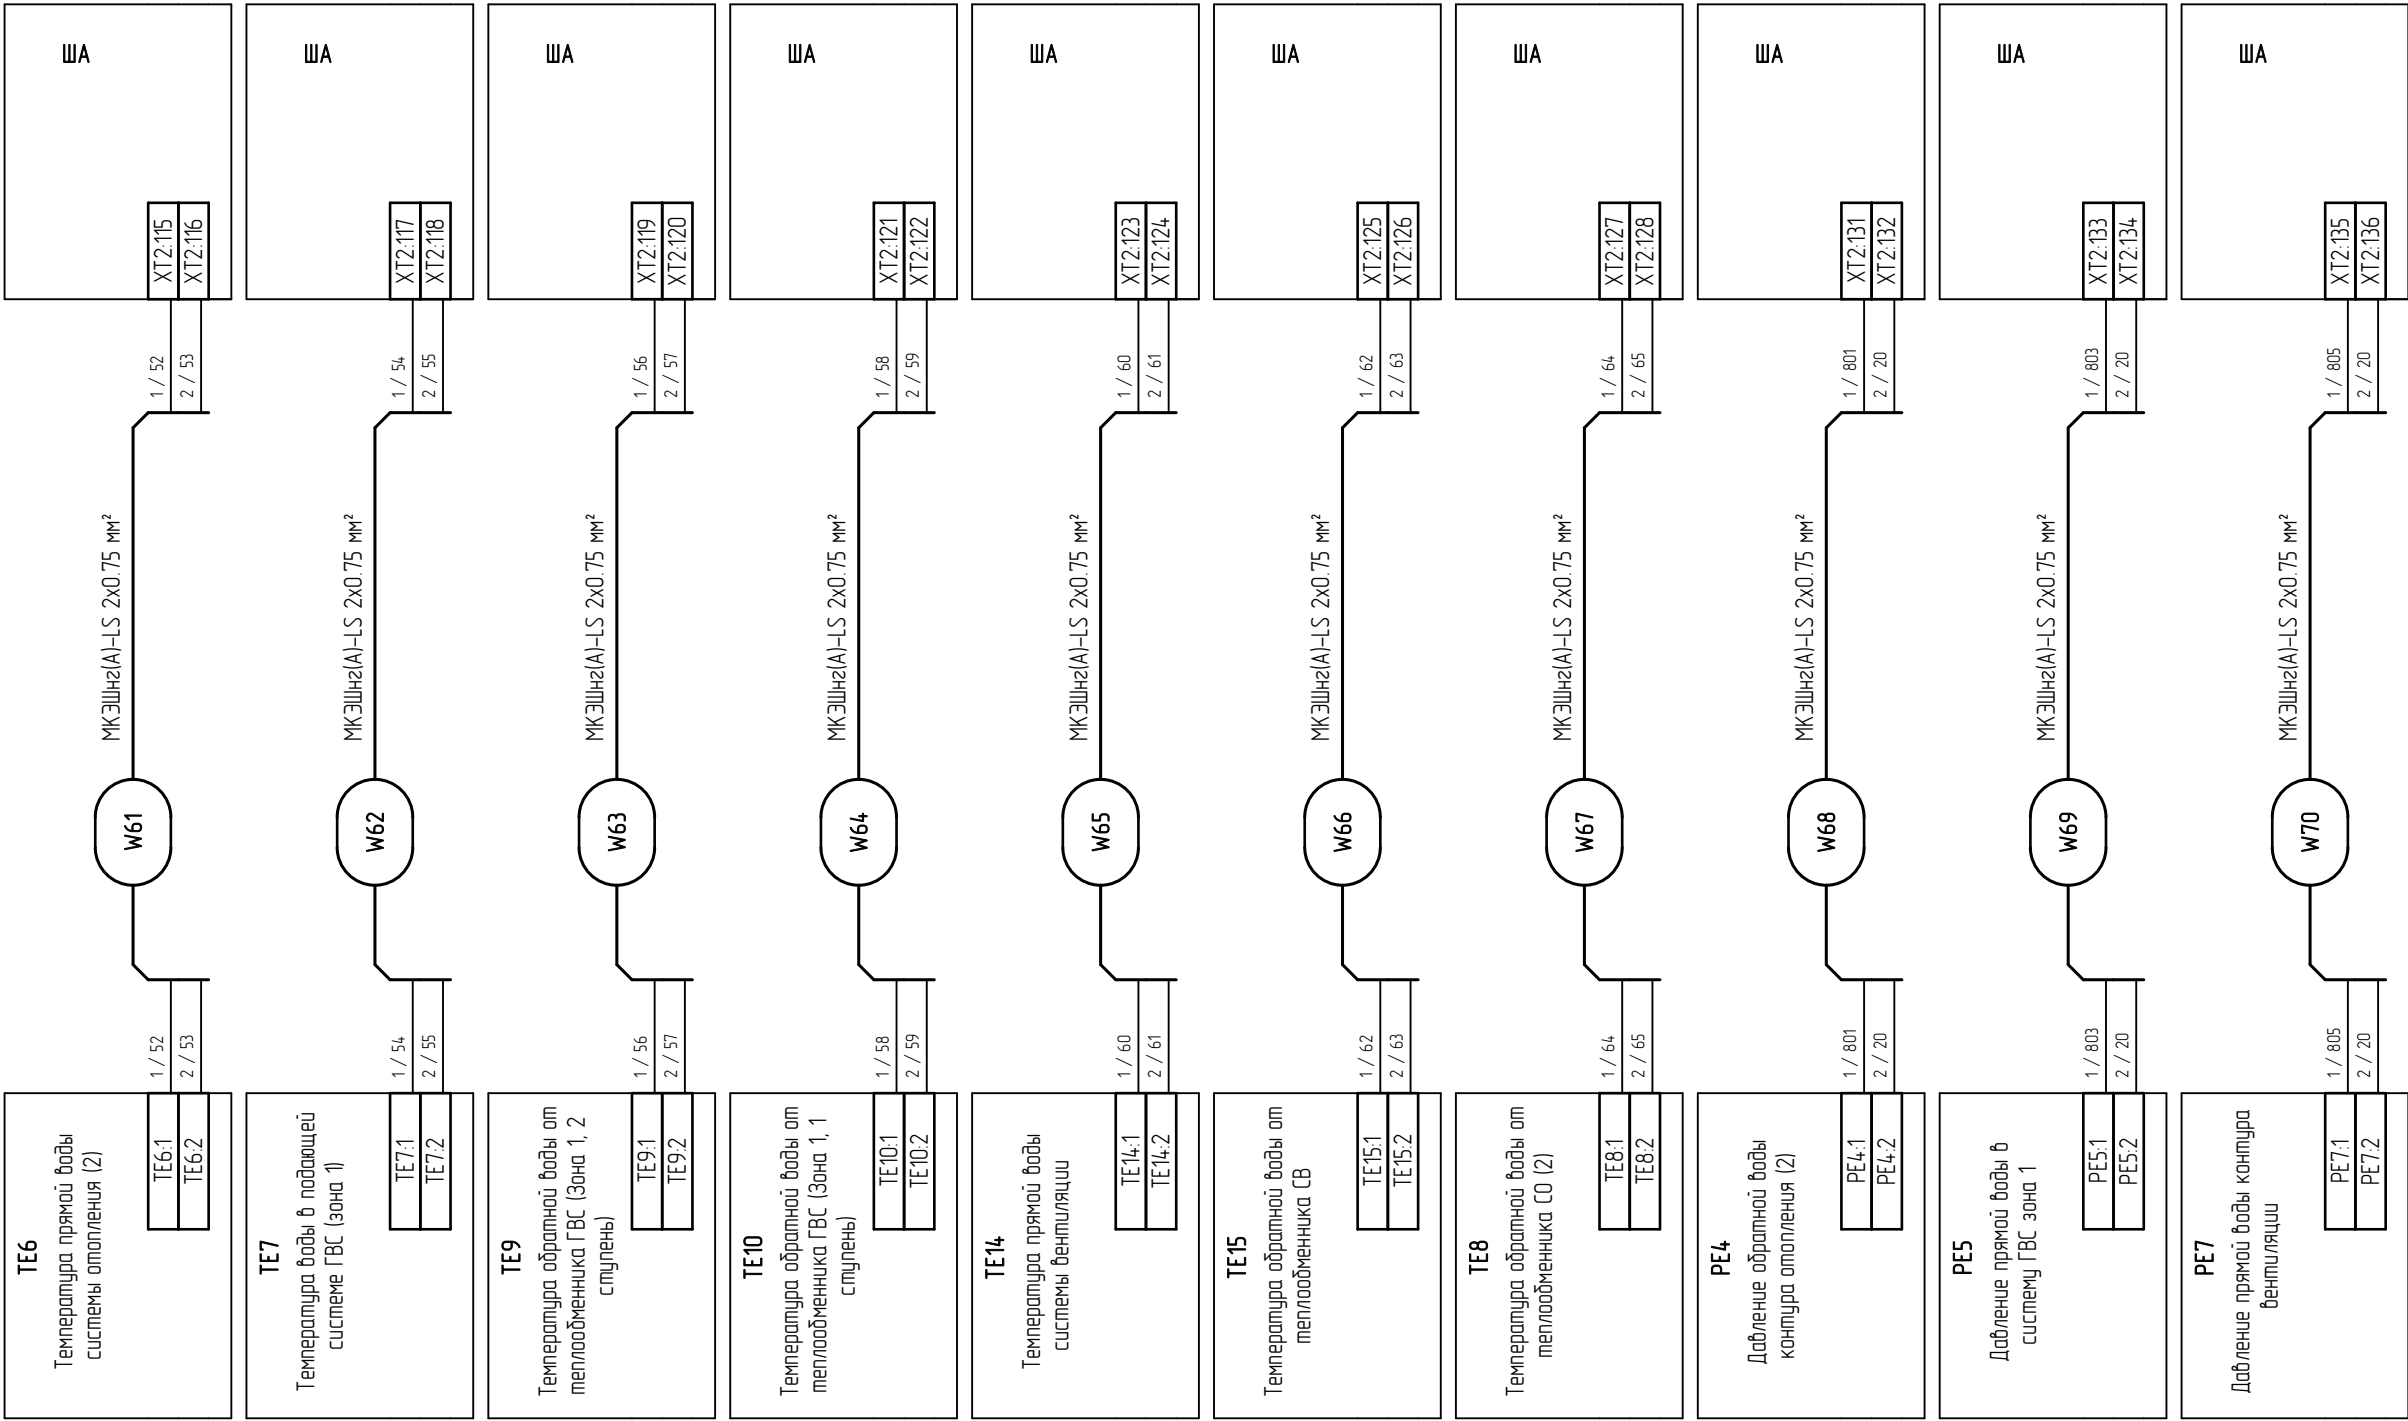 TE6
Температура прямой воды
системы отопления (2)
TE6:1
TE6:2
1 / 52
2 / 53
W61
МКЭШнг(А)-LS 2x0.75 мм²
1 / 52
2 / 53
XT2:115
XT2:116
ША
TE7
Температура воды в подающей
системе ГВС (зона 1)
TE7:1
TE7:2
1 / 54
2 / 55
W62
МКЭШнг(А)-LS 2x0.75 мм²
1 / 54
2 / 55
XT2:117
XT2:118
ША
TE9
Температура обратной воды от
теплообменника ГВС (Зона 1, 2
ступень)
TE9:1
TE9:2
1 / 56
2 / 57
W63
МКЭШнг(А)-LS 2x0.75 мм²
1 / 56
2 / 57
XT2:119
XT2:120
ША
TE10
Температура обратной воды от
теплообменника ГВС (Зона 1, 1
ступень)
TE10:1
TE10:2
1 / 58
2 / 59
W64
МКЭШнг(А)-LS 2x0.75 мм²
1 / 58
2 / 59
XT2:121
XT2:122
ША
TE14
Температура прямой воды
системы вентиляции
TE14:1
TE14:2
1 / 60
2 / 61
W65
МКЭШнг(А)-LS 2x0.75 мм²
1 / 60
2 / 61
XT2:123
XT2:124
ША
TE15
Температура обратной воды от
теплообменника СВ
TE15:1
TE15:2
1 / 62
2 / 63
W66
МКЭШнг(А)-LS 2x0.75 мм²
1 / 62
2 / 63
XT2:125
XT2:126
ША
TE8
Температура обратной воды от
теплообменника СО (2)
TE8:1
TE8:2
1 / 64
2 / 65
W67
МКЭШнг(А)-LS 2x0.75 мм²
1 / 64
2 / 65
XT2:127
XT2:128
ША
PE4
Давление обратной воды
контура отопления (2)
PE4:1
PE4:2
1 / 801
2 / 20
W68
МКЭШнг(А)-LS 2x0.75 мм²
1 / 801
2 / 20
XT2:131
XT2:132
ША
PE5
Давление прямой воды в
систему ГВС зона 1
PE5:1
PE5:2
1 / 803
2 / 20
W69
МКЭШнг(А)-LS 2x0.75 мм²
1 / 803
2 / 20
XT2:133
XT2:134
ША
PE7
Давление прямой воды контура
вентиляции
PE7:1
PE7:2
1 / 805
2 / 20
W70
МКЭШнг(А)-LS 2x0.75 мм²
1 / 805
2 / 20
XT2:135
XT2:136
ША